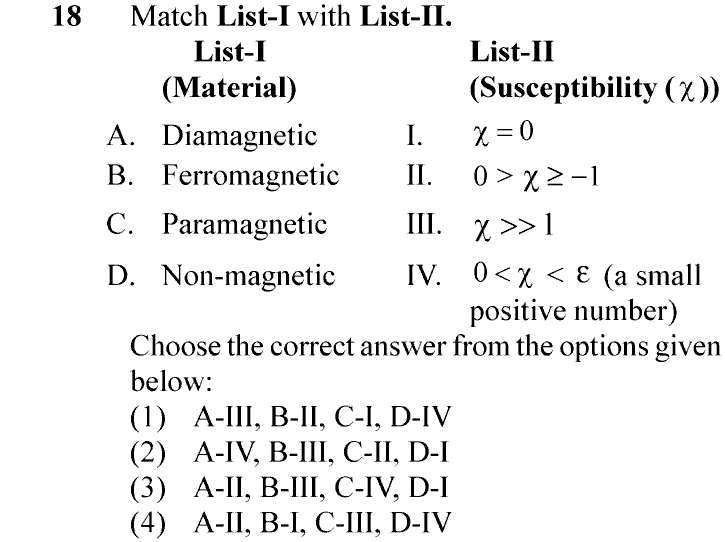 18 Match List-I with List-II.
List-I List-II
(Material) (Susceptibility (χ))
A. Diamagnetic I. χ = 0
B. Ferromagnetic II. 0 > χ ≥ −1
C. Paramagnetic III. χ >> 1
D. Non-magnetic IV. 0 < χ < ε (a small
positive number)
Choose the correct answer from the options given
below:
(1) A-III, B-II, C-I, D-IV
(2) A-IV, B-III, C-II, D-I
(3) A-II, B-III, C-IV, D-I
(4) A-II, B-I, C-III, D-IV